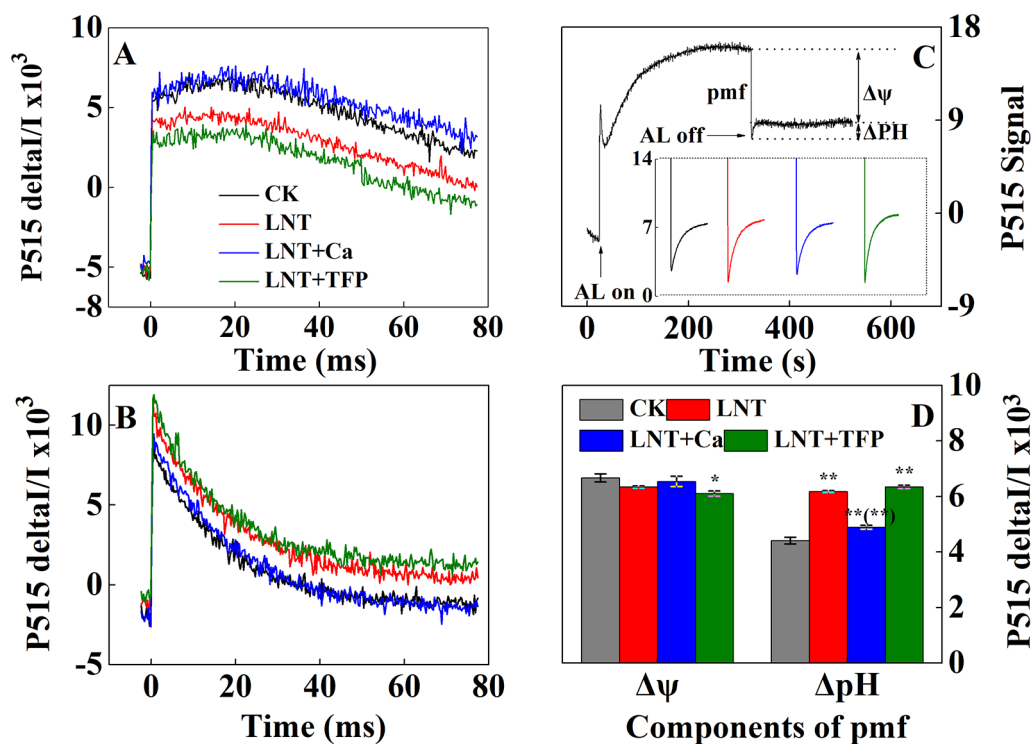 A
P515 deltaI/I x10³
10
5
0
-5
-8
CK
LNT
LNT+Ca
LNT+TFP
0 20 40 60 80
Time (ms)
C
P515 Signal
18
9
0
-9
pmf
Δψ
ΔPH
AL off
AL on
14
7
0
0 200 400 600
Time (s)
B
P515 deltaI/I x10³
10
5
0
-5
0 20 40 60 80
Time (ms)
D
P515 deltaI/I x10³
10
8
6
4
2
0
CK LNT
LNT+Ca LNT+TFP
*
**
**(**)
**
Δψ ΔpH
Components of pmf